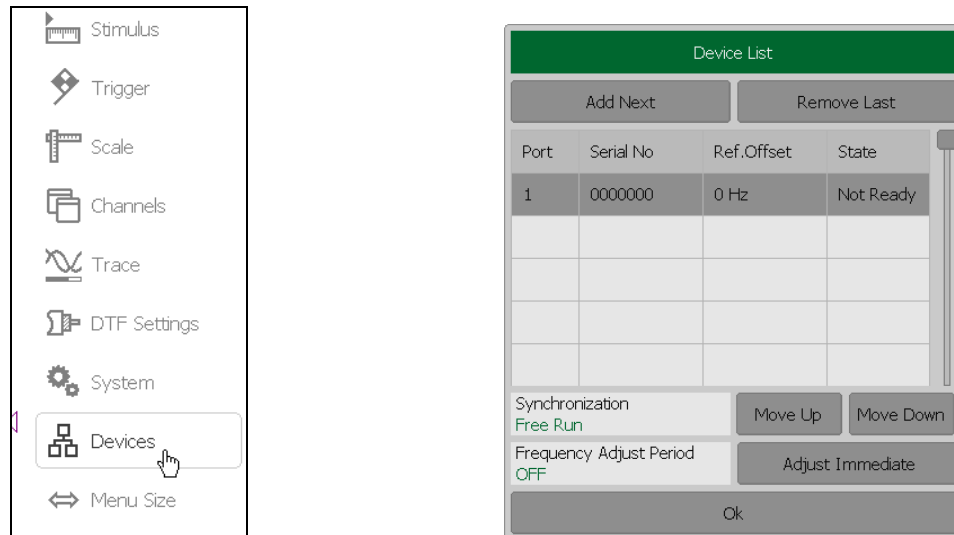 Stimulus
Trigger
Scale
Channels
Trace
DTF Settings
System
Devices
Menu Size
Device List
Add Next Remove Last
Port Serial No Ref.Offset State
1 0000000 0 Hz Not Ready
Synchronization
Free Run
Move Up Move Down
Frequency Adjust Period
OFF
Adjust Immediate
Ok